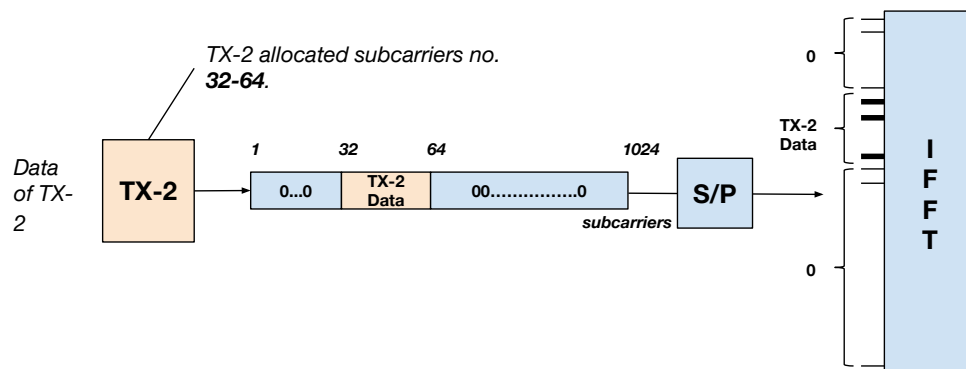 TX-2 allocated subcarriers no.
32-64.
Data
of TX-
2
TX-2
1
32
64
1024
0...0
TX-2
Data
00...............0
subcarriers
S/P
0
TX-2
Data
0
I
F
F
T